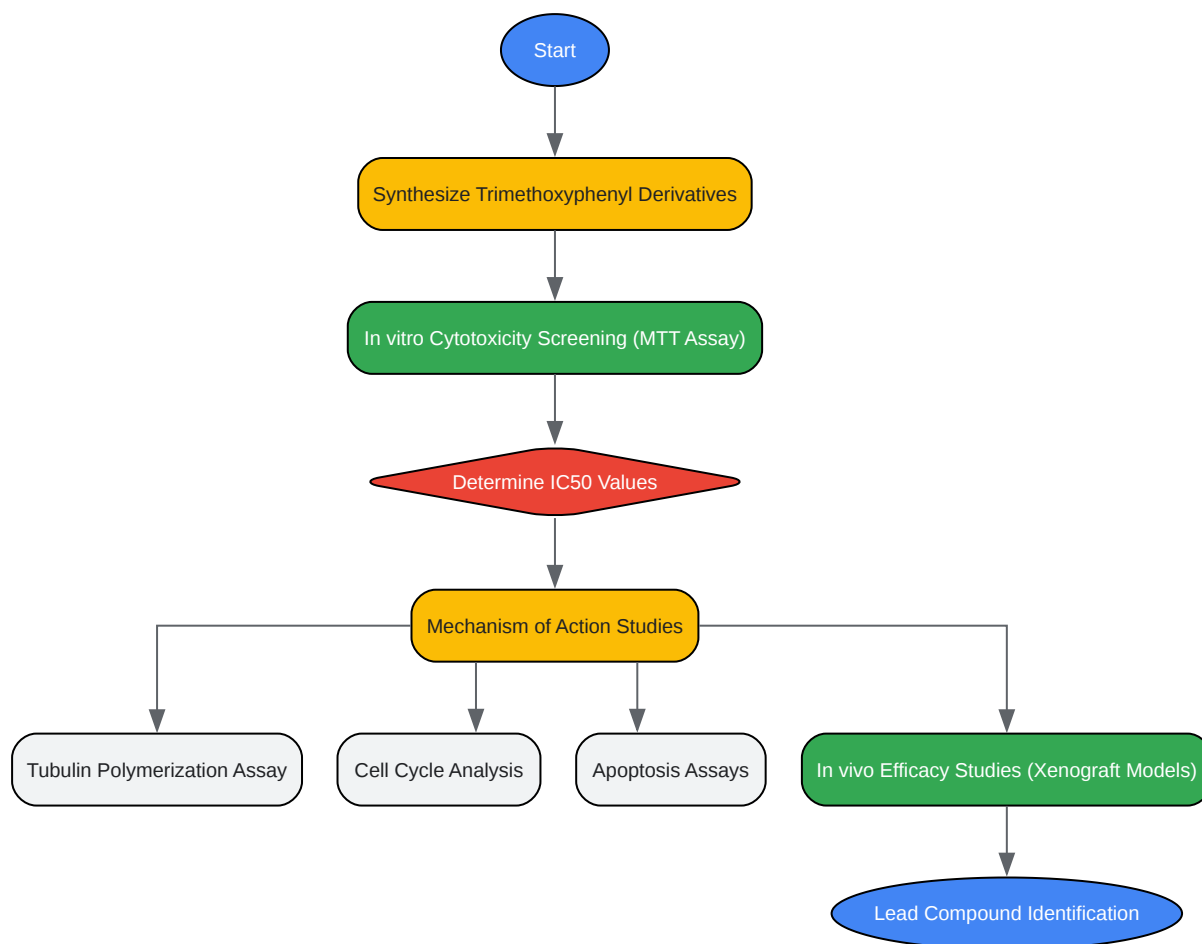 Start
Synthesize Trimethoxyphenyl Derivatives
In vitro Cytotoxicity Screening (MTT Assay)
Determine IC50 Values
Mechanism of Action Studies
Tubulin Polymerization Assay
Cell Cycle Analysis
Apoptosis Assays
In vivo Efficacy Studies (Xenograft Models)
Lead Compound Identification